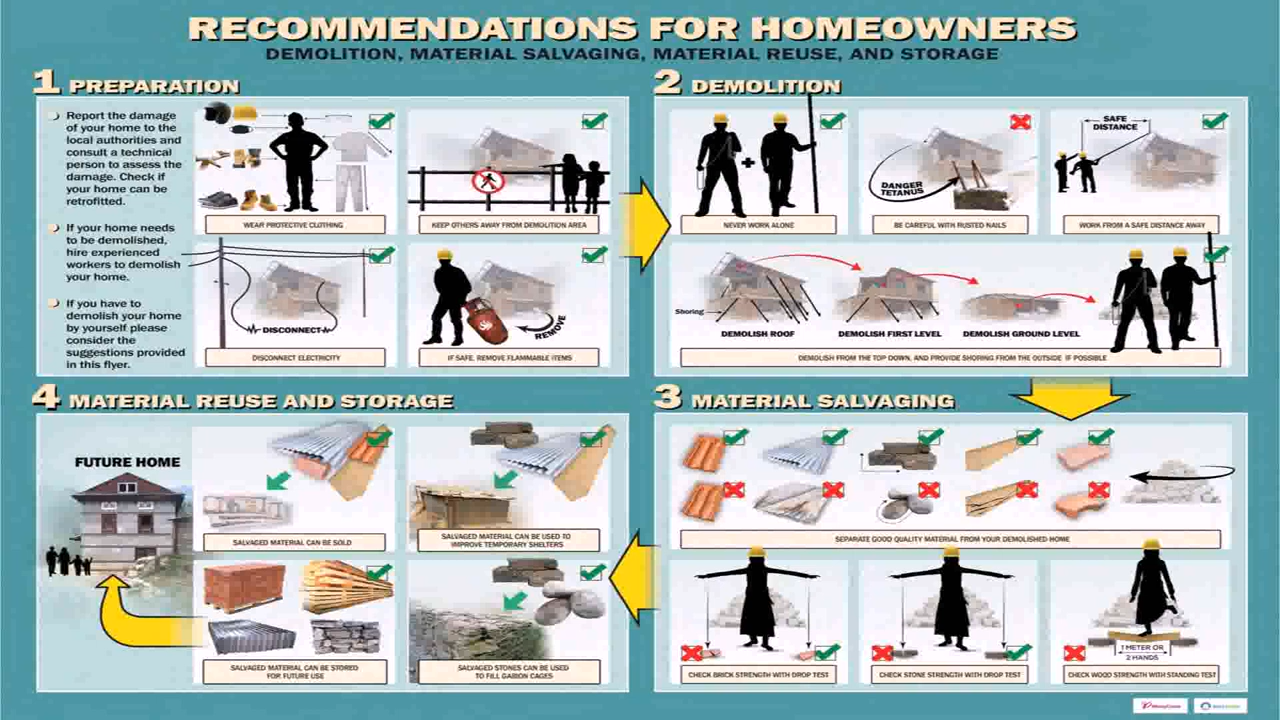 RECOMMENDATIONS FOR HOMEOWNERS
DEMOLITION, MATERIAL SALVAGING, MATERIAL REUSE, AND STORAGE
1 PREPARATION
Report the damage
of your home to the
local authorities and
consult a technical
person to assess the
damage. Check if
your home can be
retrofitted.
If your home needs
to be demolished,
hire experienced
workers to demolish
your home.
If you have to
demolish your home
by yourself please
consider the
suggestions provided
in this flyer.
WEAR PROTECTIVE CLOTHING
KEEP OTHERS AWAY FROM DEMOLITION AREA
DISCONNECT
DISCONNECT ELECTRICITY
REMOVE
IF SAFE, REMOVE FLAMMABLE ITEMS
2 DEMOLITION
NEVER WORK ALONE
DANGER
TETANUS
BE CAREFUL WITH RUSTED NAILS
SAFE
DISTANCE
WORK FROM A SAFE DISTANCE AWAY
Shoring
DEMOLISH ROOF
DEMOLISH FIRST LEVEL
DEMOLISH GROUND LEVEL
DEMOLISH FROM THE TOP DOWN, AND PROVIDE SHORING FROM THE OUTSIDE IF POSSIBLE
3 MATERIAL SALVAGING
SEPARATE GOOD QUALITY MATERIAL FROM YOUR DEMOLISHED HOME
CHECK BRICK STRENGTH WITH DROP TEST
CHECK STONE STRENGTH WITH DROP TEST
1 METER OR
2 HANDS
CHECK WOOD STRENGTH WITH STANDING TEST
4 MATERIAL REUSE AND STORAGE
FUTURE HOME
SALVAGED MATERIAL CAN BE SOLD
SALVAGED MATERIAL CAN BE USED TO
IMPROVE TEMPORARY SHELTERS
SALVAGED MATERIAL CAN BE STORED
FOR FUTURE USE
SALVAGED STONES CAN BE USED
TO FILL GABION CAGES